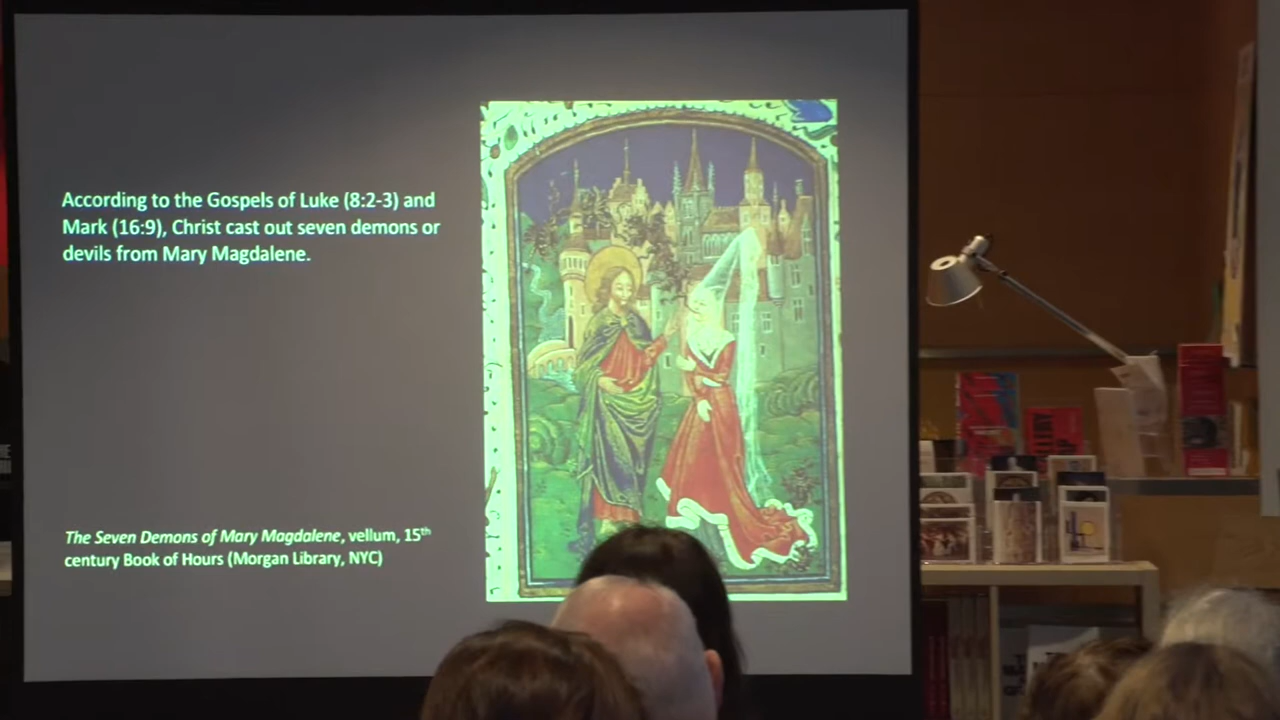 According to the Gospels of Luke (8:2-3) and
Mark (16:9), Christ cast out seven demons or
devils from Mary Magdalene.
The Seven Demons of Mary Magdalene, vellum, 15th
century Book of Hours (Morgan Library, NYC)